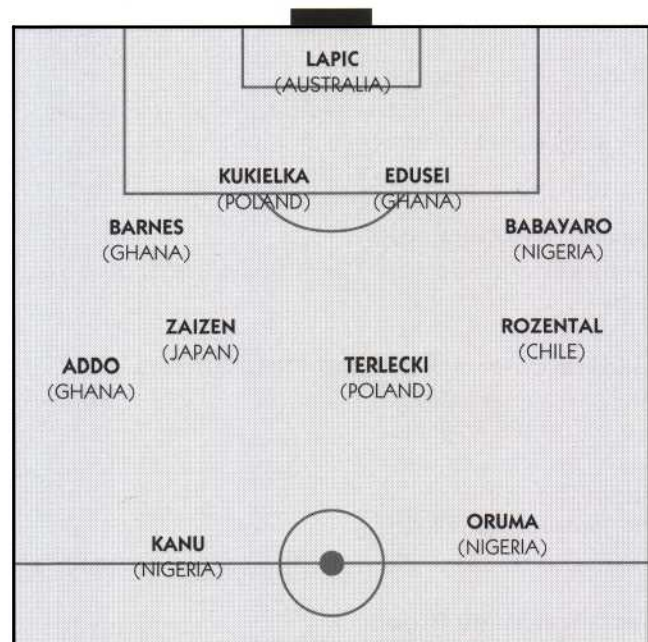 LAPIC
(AUSTRALIA)
KUKIELKA
(POLAND)
EDUSEI
(GHANA)
BARNES
(GHANA)
BABAYARO
(NIGERIA)
ZAIZEN
(JAPAN)
ROZENTAL
(CHILE)
ADDO
(GHANA)
TERLECKI
(POLAND)
KANU
(NIGERIA)
ORUMA
(NIGERIA)